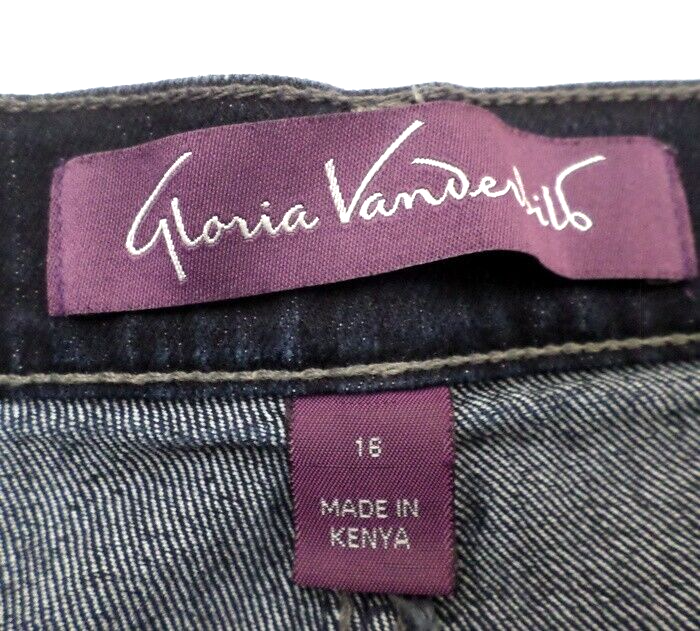 Gloria Vanderbilt
16
MADE IN
KENYA